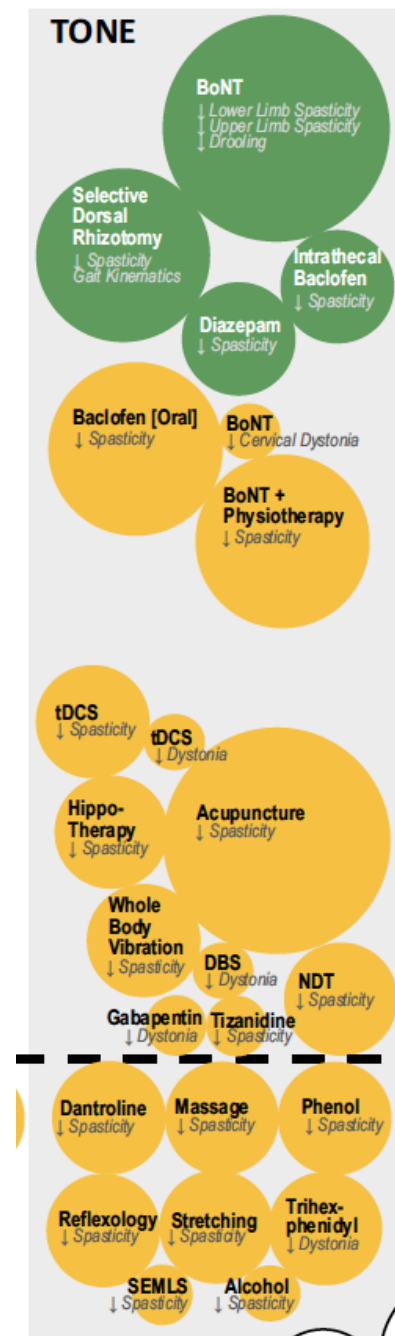 TONE
BoNT
↓ Lower Limb Spasticity
↓ Upper Limb Spasticity
↓ Drooling
Selective
Dorsal
Rhizotomy
↓ Spasticity
Gait Kinematics
Intrathecal
Baclofen
↓ Spasticity
Diazepam
↓ Spasticity
Baclofen [Oral]
↓ Spasticity
BoNT
↓ Cervical Dystonia
BoNT +
Physiotherapy
↓ Spasticity
tDCS
↓ Spasticity
tDCS
↓ Dystonia
Hippo-
Therapy
↓ Spasticity
Acupuncture
↓ Spasticity
Whole
Body
Vibration
↓ Spasticity
DBS
↓ Dystonia
NDT
↓ Spasticity
Gabapentin
↓ Dystonia
Tizanidine
↓ Spasticity
Dantroline
↓ Spasticity
Massage
↓ Spasticity
Phenol
↓ Spasticity
Reflexology
↓ Spasticity
Stretching
↓ Spasticity
Trihex-
phenidyl
↓ Dystonia
SEMLS
↓ Spasticity
Alcohol
↓ Spasticity